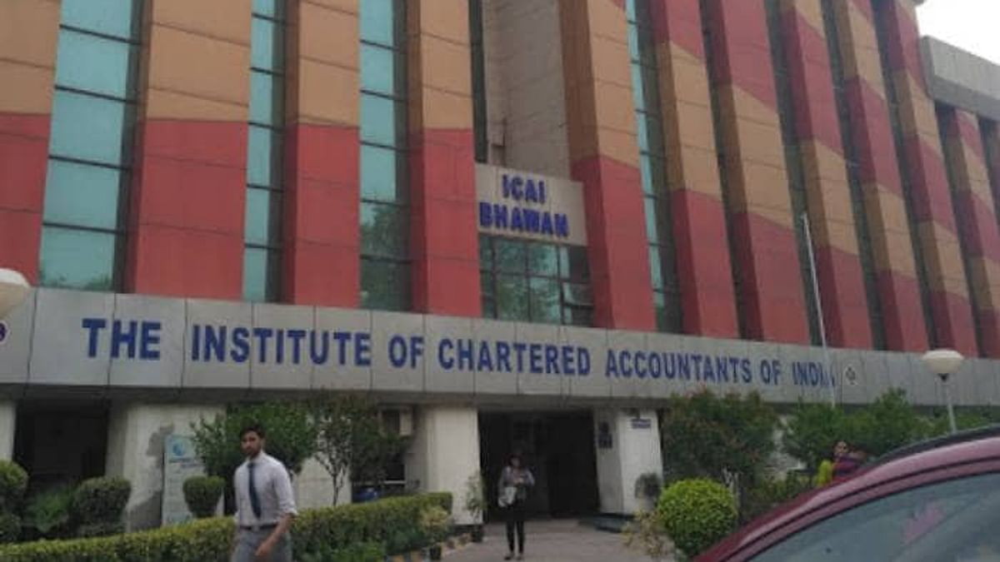 ICAI
BHAWAN
THE INSTITUTE OF CHARTERED ACCOUNTANTS OF INDIA